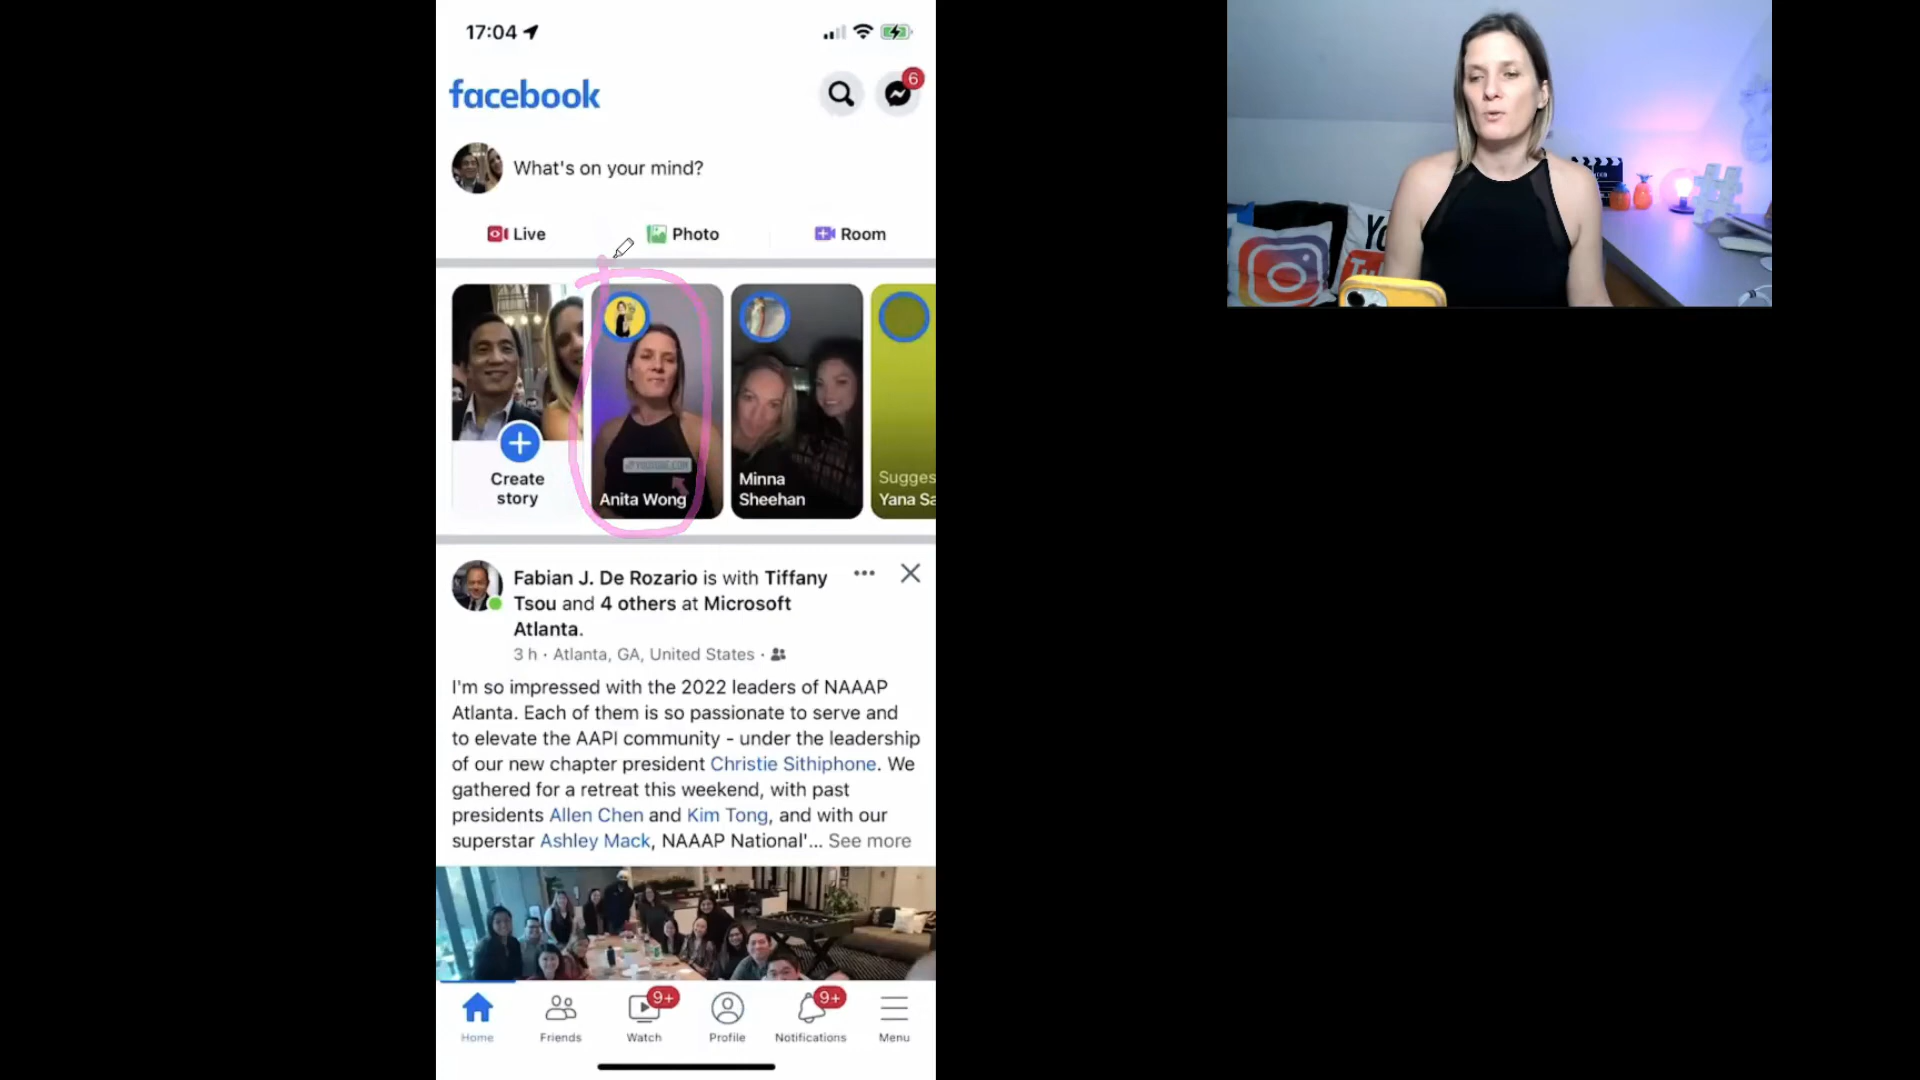 17:04
facebook
6
What's on your mind?
Live
Photo
Room
YOUTUBE.COM
Create
story
Anita Wong
Minna
Sheehan
Sugges
Yana Sa
Fabian J. De Rozario is with Tiffany
Tsou and 4 others at Microsoft
Atlanta.
3 h · Atlanta, GA, United States ·
I'm so impressed with the 2022 leaders of NAAAP
Atlanta. Each of them is so passionate to serve and
to elevate the AAPI community - under the leadership
of our new chapter president Christie Sithiphone. We
gathered for a retreat this weekend, with past
presidents Allen Chen and Kim Tong, and with our
superstar Ashley Mack, NAAAP National'... See more
Home
Friends
9+
Watch
Profile
9+
Notifications
Menu